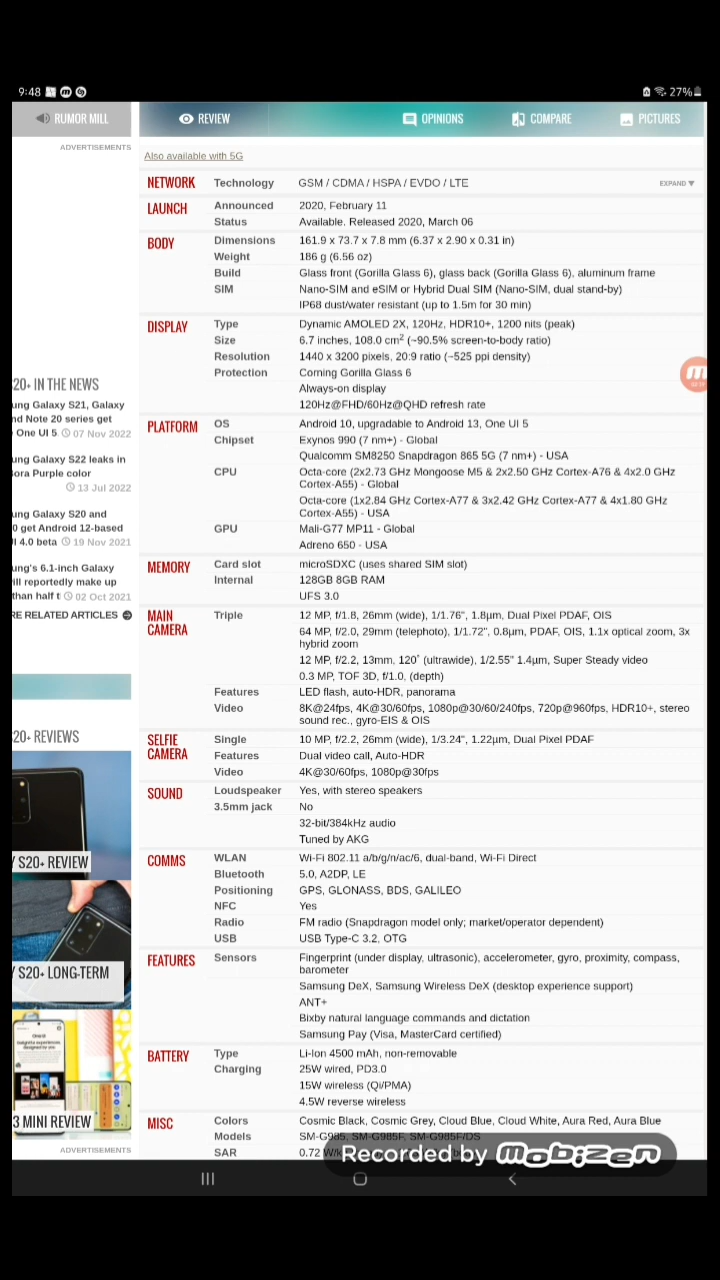 9:48
27%
RUMOR MILL
REVIEW
OPINIONS
COMPARE
PICTURES
ADVERTISEMENTS
Also available with 5G
NETWORK Technology GSM / CDMA / HSPA / EVDO / LTE EXPAND ▼
LAUNCH Announced 2020, February 11
Status Available. Released 2020, March 06
BODY Dimensions 161.9 x 73.7 x 7.8 mm (6.37 x 2.90 x 0.31 in)
Weight 186 g (6.56 oz)
Build Glass front (Gorilla Glass 6), glass back (Gorilla Glass 6), aluminum frame
SIM Nano-SIM and eSIM or Hybrid Dual SIM (Nano-SIM, dual stand-by)
IP68 dust/water resistant (up to 1.5m for 30 min)
DISPLAY Type Dynamic AMOLED 2X, 120Hz, HDR10+, 1200 nits (peak)
Size 6.7 inches, 108.0 cm² (~90.5% screen-to-body ratio)
Resolution 1440 x 3200 pixels, 20:9 ratio (~525 ppi density)
Protection Corning Gorilla Glass 6
Always-on display
120Hz@FHD/60Hz@QHD refresh rate
PLATFORM OS Android 10, upgradable to Android 13, One UI 5
Chipset Exynos 990 (7 nm+) - Global
Qualcomm SM8250 Snapdragon 865 5G (7 nm+) - USA
CPU Octa-core (2x2.73 GHz Mongoose M5 & 2x2.50 GHz Cortex-A76 & 4x2.0 GHz
Cortex-A55) - Global
Octa-core (1x2.84 GHz Cortex-A77 & 3x2.42 GHz Cortex-A77 & 4x1.80 GHz
Cortex-A55) - USA
GPU Mali-G77 MP11 - Global
Adreno 650 - USA
MEMORY Card slot microSDXC (uses shared SIM slot)
Internal 128GB 8GB RAM
UFS 3.0
MAIN CAMERA Triple 12 MP, f/1.8, 26mm (wide), 1/1.76", 1.8µm, Dual Pixel PDAF, OIS
64 MP, f/2.0, 29mm (telephoto), 1/1.72", 0.8µm, PDAF, OIS, 1.1x optical zoom, 3x
hybrid zoom
12 MP, f/2.2, 13mm, 120˚ (ultrawide), 1/2.55" 1.4µm, Super Steady video
0.3 MP, TOF 3D, f/1.0, (depth)
Features LED flash, auto-HDR, panorama
Video 8K@24fps, 4K@30/60fps, 1080p@30/60/240fps, 720p@960fps, HDR10+, stereo
sound rec., gyro-EIS & OIS
SELFIE CAMERA Single 10 MP, f/2.2, 26mm (wide), 1/3.24", 1.22µm, Dual Pixel PDAF
Features Dual video call, Auto-HDR
Video 4K@30/60fps, 1080p@30fps
SOUND Loudspeaker Yes, with stereo speakers
3.5mm jack No
32-bit/384kHz audio
Tuned by AKG
COMMS WLAN Wi-Fi 802.11 a/b/g/n/ac/6, dual-band, Wi-Fi Direct
Bluetooth 5.0, A2DP, LE
Positioning GPS, GLONASS, BDS, GALILEO
NFC Yes
Radio FM radio (Snapdragon model only; market/operator dependent)
USB USB Type-C 3.2, OTG
FEATURES Sensors Fingerprint (under display, ultrasonic), accelerometer, gyro, proximity, compass,
barometer
Samsung DeX, Samsung Wireless DeX (desktop experience support)
ANT+
Bixby natural language commands and dictation
Samsung Pay (Visa, MasterCard certified)
BATTERY Type Li-Ion 4500 mAh, non-removable
Charging 25W wired, PD3.0
15W wireless (Qi/PMA)
4.5W reverse wireless
MISC Colors Cosmic Black, Cosmic Grey, Cloud Blue, Cloud White, Aura Red, Aura Blue
Models SM-G985, SM-G985F, SM-G985F/DS
SAR 0.72 W/k
S20+ IN THE NEWS
ung Galaxy S21, Galaxy
nd Note 20 series get
One UI 5 07 Nov 2022
ung Galaxy S22 leaks in
ora Purple color
13 Jul 2022
ung Galaxy S20 and
0 get Android 12-based
I 4.0 beta 19 Nov 2021
ung's 6.1-inch Galaxy
ill reportedly make up
than half t 02 Oct 2021
RE RELATED ARTICLES
S20+ REVIEWS
/ S20+ REVIEW
/ S20+ LONG-TERM
3 MINI REVIEW
ADVERTISEMENTS
Recorded by mobizen